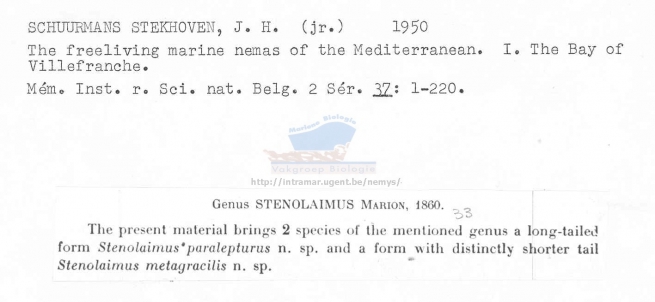 SCHUURMANS STEKHOVEN, J. H. (jr.) 1950
The freeliving marine nemas of the Mediterranean. I. The Bay of
Villefranche.
Mém. Inst. r. Sci. nat. Belg. 2 Sér. 37: 1-220.
Mariene Biologie
Vakgroep Biologie
http://intramar.ugent.be/nemys/
Genus STENOLAIMUS MARION, 1860.
33
The present material brings 2 species of the mentioned genus a long-tailed
form Stenolaimus paralepturus n. sp. and a form with distinctly shorter tail
Stenolaimus metagracilis n. sp.